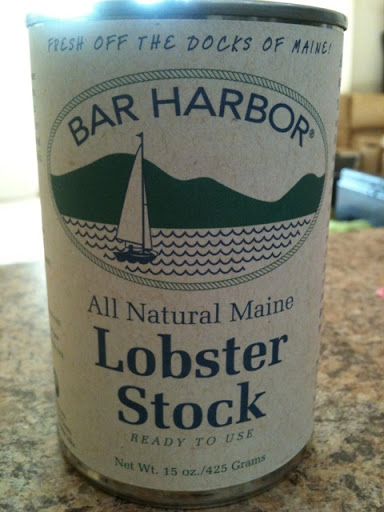 FRESH OFF THE DOCKS OF MAINE!
BAR HARBOR®
All Natural Maine
Lobster
Stock
READY TO USE
Net Wt. 15 oz./425 Grams